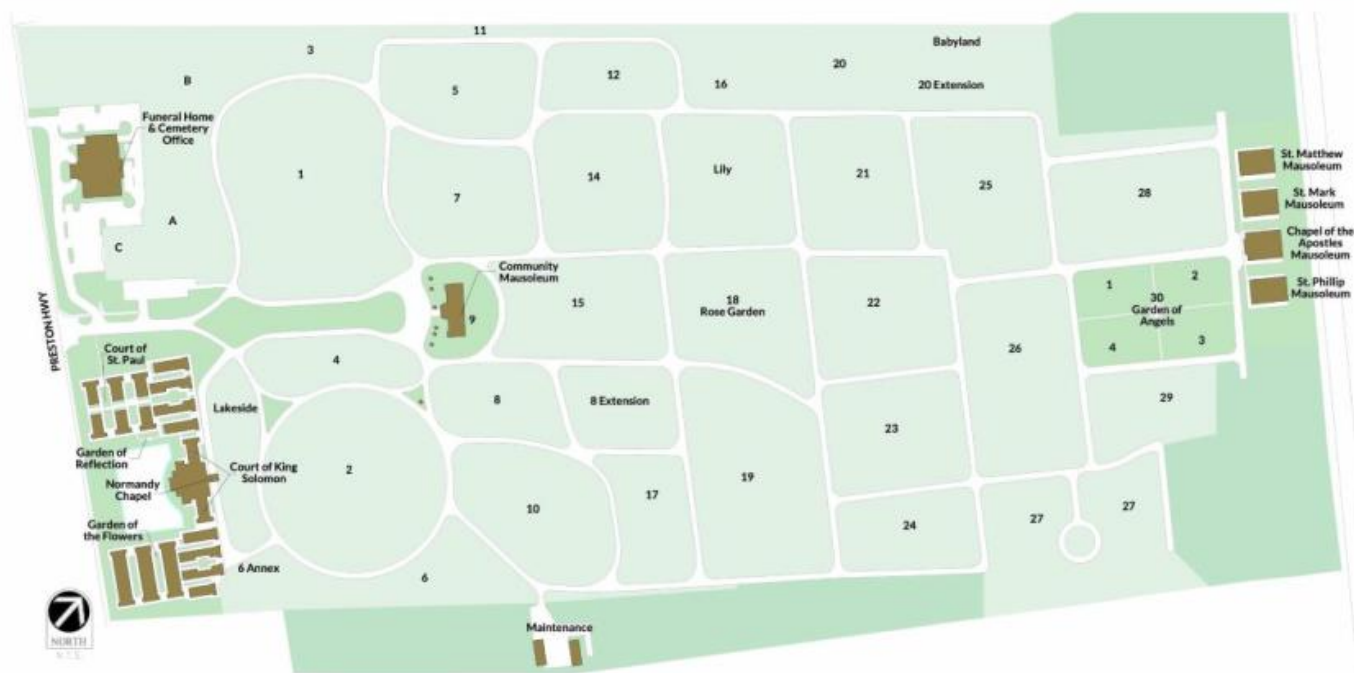 11
3
Babyland
20
12
B
5
16
20 Extension
Funeral Home
& Cemetery
Office
St. Matthew
Mausoleum
1
7
14
Lily
21
25
28
St. Mark
Mausoleum
A
C
Chapel of the
Apostles
Mausoleum
Community
Mausoleum
9
15
18
Rose Garden
22
1
2
30
Garden of
Angels
4
3
St. Phillip
Mausoleum
PRESTON HWY
Court of
St. Paul
4
26
Lakeside
8
8 Extension
29
23
Garden of
Reflection
Normandy
Chapel
Court of King
Solomon
2
17
19
10
27
27
Garden of
the Flowers
24
6 Annex
6
NORTH
Maintenance